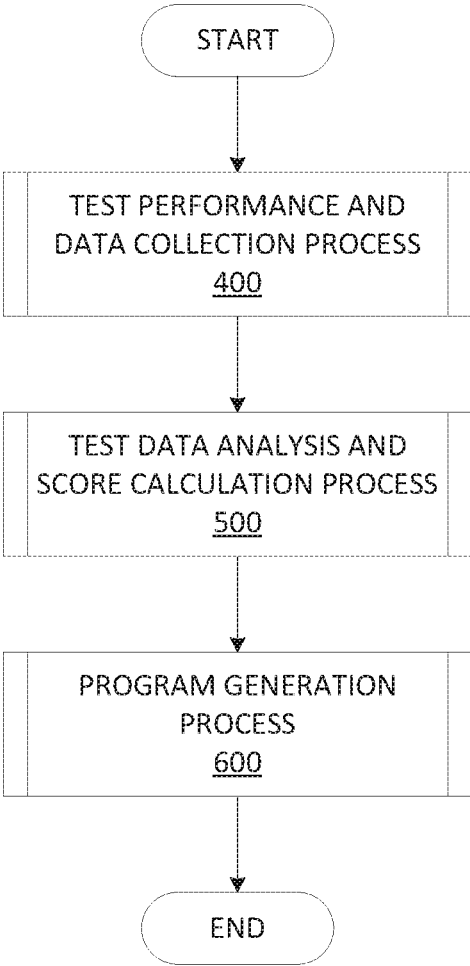 START
TEST PERFORMANCE AND
DATA COLLECTION PROCESS
400
TEST DATA ANALYSIS AND
SCORE CALCULATION PROCESS
500
PROGRAM GENERATION
PROCESS
600
END